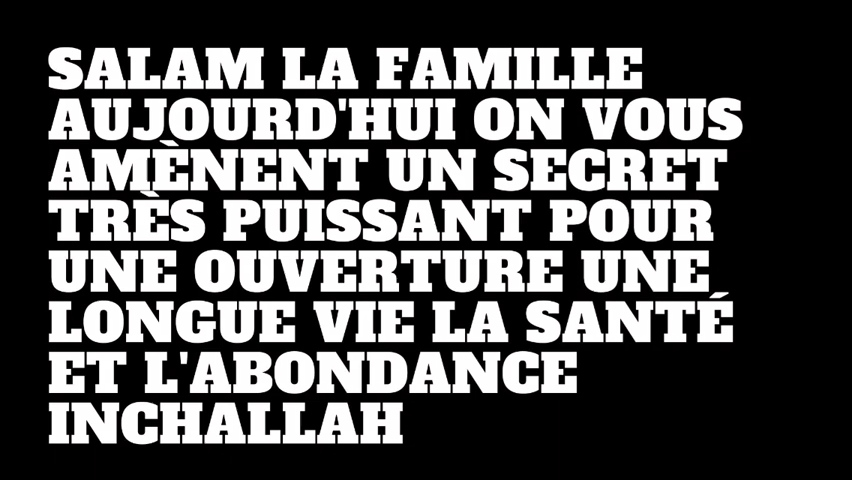 SALAM LA FAMILLE
AUJOURD'HUI ON VOUS
AMÈNENT UN SECRET
TRÈS PUISSANT POUR
UNE OUVERTURE UNE
LONGUE VIE LA SANTÉ
ET L'ABONDANCE
INCHALLAH